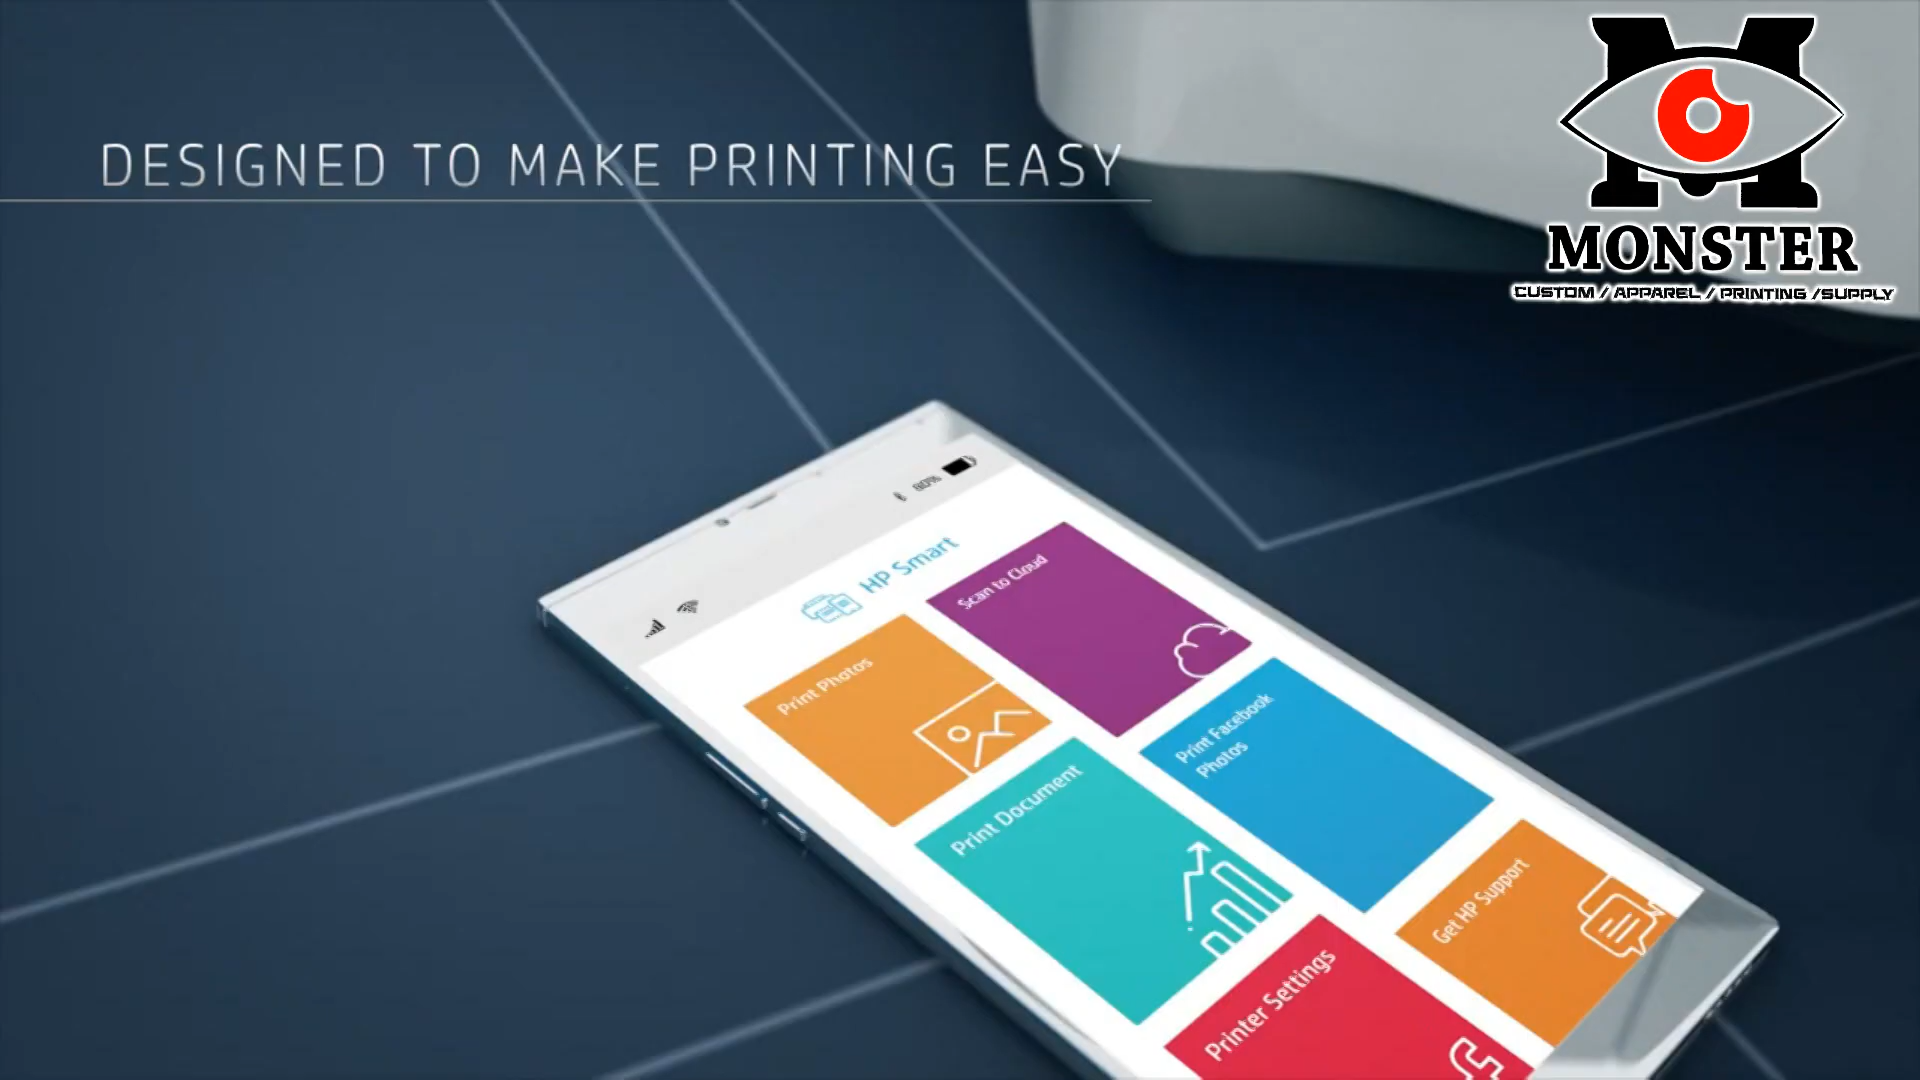 DESIGNED TO MAKE PRINTING EASY
MONSTER
CUSTOM / APPAREL / PRINTING /SUPPLY
80%
HP Smart
Scan to Cloud
Print Photos
Print Facebook
Photos
Print Document
Get HP Support
Printer Settings